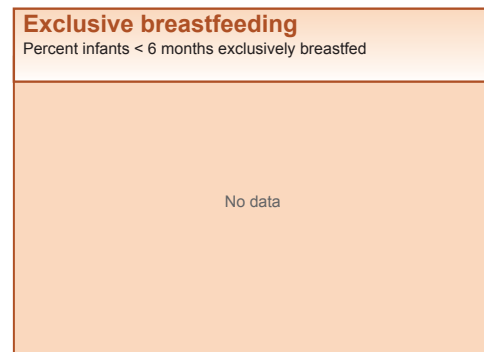 Exclusive breastfeeding
Percent infants < 6 months exclusively breastfed
No data